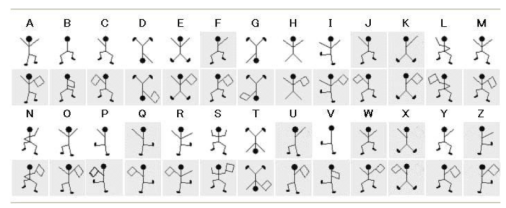 A B C D E F G H I J K L M
N O P Q R S T U V W X Y Z